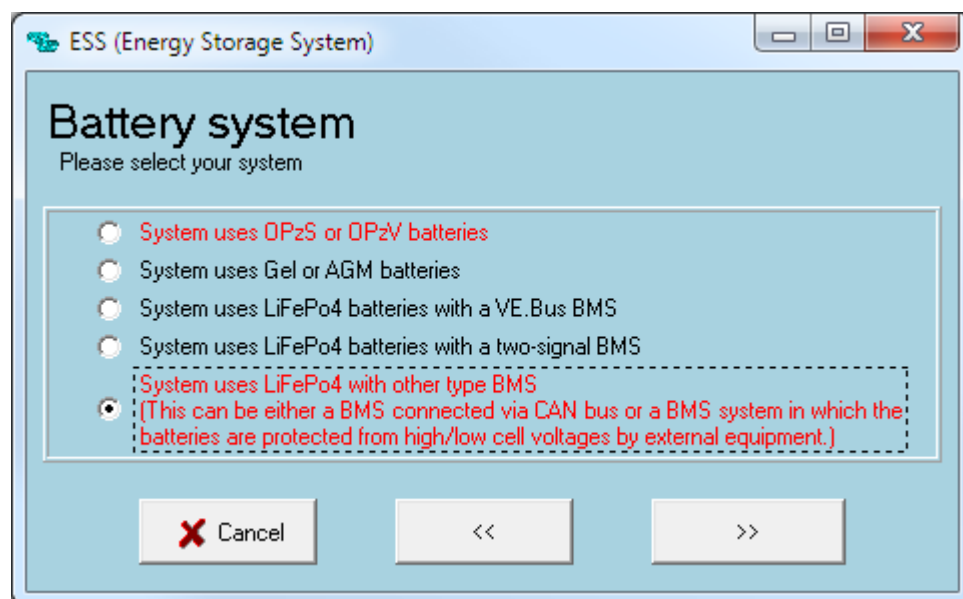 ESS (Energy Storage System)
Battery system
Please select your system
System uses OPzS or OPzV batteries
System uses Gel or AGM batteries
System uses LiFePo4 batteries with a VE.Bus BMS
System uses LiFePo4 batteries with a two-signal BMS
System uses LiFePo4 with other type BMS
(This can be either a BMS connected via CAN bus or a BMS system in which the
batteries are protected from high/low cell voltages by external equipment.)
Cancel
<<
>>